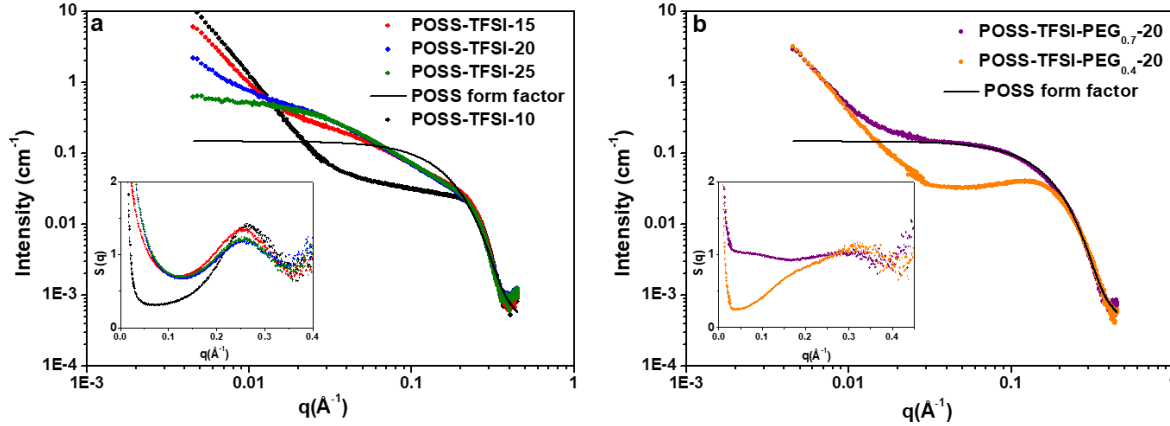 a
POSS-TFSI-15
POSS-TFSI-20
POSS-TFSI-25
POSS form factor
POSS-TFSI-10
Intensity (cm⁻¹)
10
1
0.1
0.01
1E-3
1E-4
1E-3
0.01
0.1
1
q(Å⁻¹)
S (q)
2
1
0
0.0
0.1
0.2
0.3
0.4
q(Å⁻¹)
b
POSS-TFSI-PEG₀.₇-20
POSS-TFSI-PEG₀.₄-20
POSS form factor
Intensity (cm⁻¹)
10
1
0.1
0.01
1E-3
1E-4
1E-3
0.01
0.1
q(Å⁻¹)
S (q)
2
1
0
0.0
0.1
0.2
0.3
0.4
q(Å⁻¹)